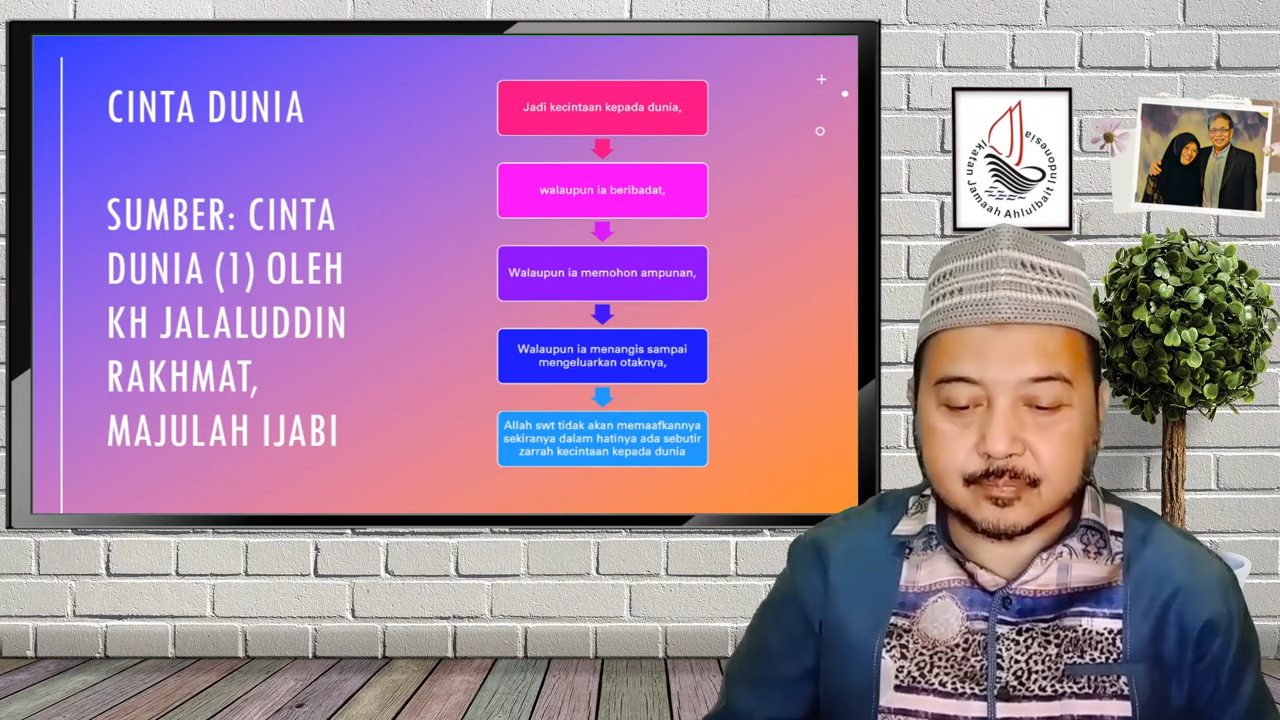 CINTA DUNIA
SUMBER: CINTA
DUNIA (1) OLEH
KH JALALUDDIN
RAKHMAT,
MAJULAH IJABI
Jadi kecintaan kepada dunia,
walaupun ia beribadat,
Walaupun ia memohon ampunan,
Walaupun ia menangis sampai
mengeluarkan otaknya,
Allah swt tidak akan memaafkannya
sekiranya dalam hatinya ada sebutir
zarrah kecintaan kepada dunia
Ikatan Jamaah Ahlulbait Indonesia